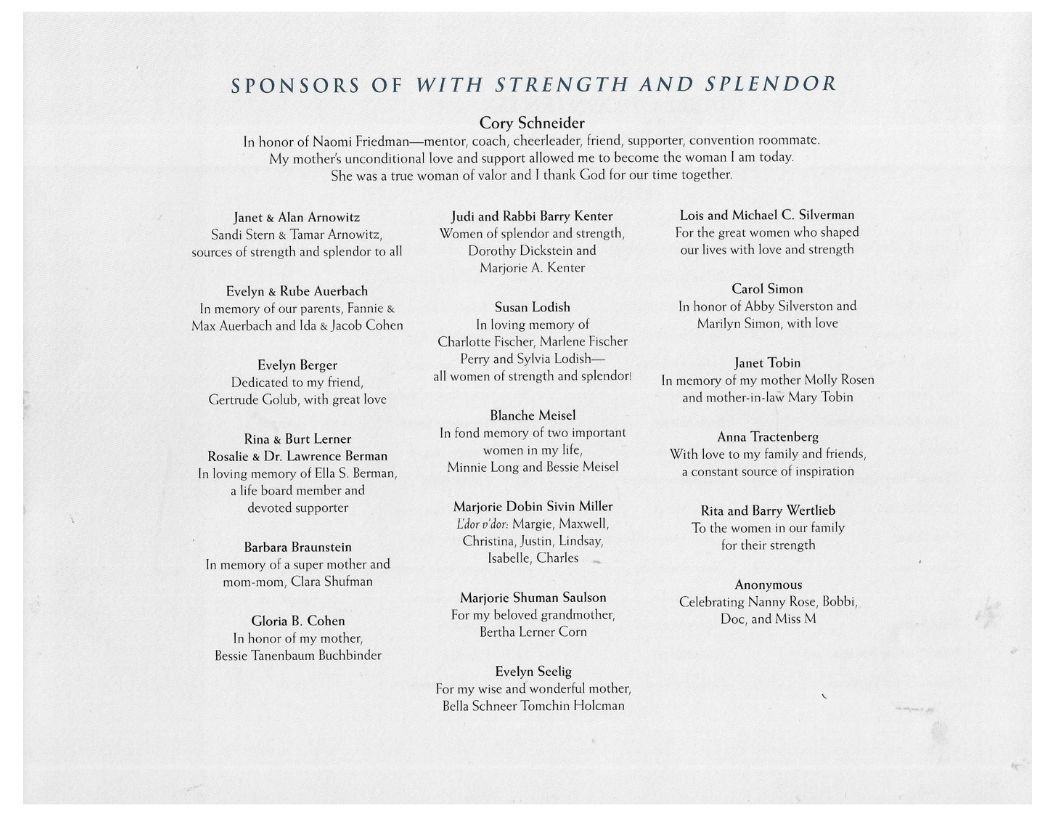 SPONSORS OF WITH STRENGTH AND SPLENDOR
Cory Schneider
In honor of Naomi Friedman—mentor, coach, cheerleader, friend, supporter, convention roommate.
My mother's unconditional love and support allowed me to become the woman I am today.
She was a true woman of valor and I thank God for our time together.
Janet & Alan Arnowitz
Sandi Stern & Tamar Arnowitz,
sources of strength and splendor to all
Evelyn & Rube Auerbach
In memory of our parents, Fannie &
Max Auerbach and Ida & Jacob Cohen
Evelyn Berger
Dedicated to my friend,
Gertrude Golub, with great love
Rina & Burt Lerner
Rosalie & Dr. Lawrence Berman
In loving memory of Ella S. Berman,
a life board member and
devoted supporter
Barbara Braunstein
In memory of a super mother and
mom-mom, Clara Shufman
Gloria B. Cohen
In honor of my mother,
Bessie Tanenbaum Buchbinder
Judi and Rabbi Barry Kenter
Women of splendor and strength,
Dorothy Dickstein and
Marjorie A. Kenter
Susan Lodish
In loving memory of
Charlotte Fischer, Marlene Fischer
Perry and Sylvia Lodish—
all women of strength and splendor!
Blanche Meisel
In fond memory of two important
women in my life,
Minnie Long and Bessie Meisel
Marjorie Dobin Sivin Miller
L'dor v'dor: Margie, Maxwell,
Christina, Justin, Lindsay,
Isabelle, Charles
Marjorie Shuman Saulson
For my beloved grandmother,
Bertha Lerner Corn
Evelyn Seelig
For my wise and wonderful mother,
Bella Schneer Tomchin Holcman
Lois and Michael C. Silverman
For the great women who shaped
our lives with love and strength
Carol Simon
In honor of Abby Silverston and
Marilyn Simon, with love
Janet Tobin
In memory of my mother Molly Rosen
and mother-in-law Mary Tobin
Anna Tractenberg
With love to my family and friends,
a constant source of inspiration
Rita and Barry Wertlieb
To the women in our family
for their strength
Anonymous
Celebrating Nanny Rose, Bobbi,
Doc, and Miss M